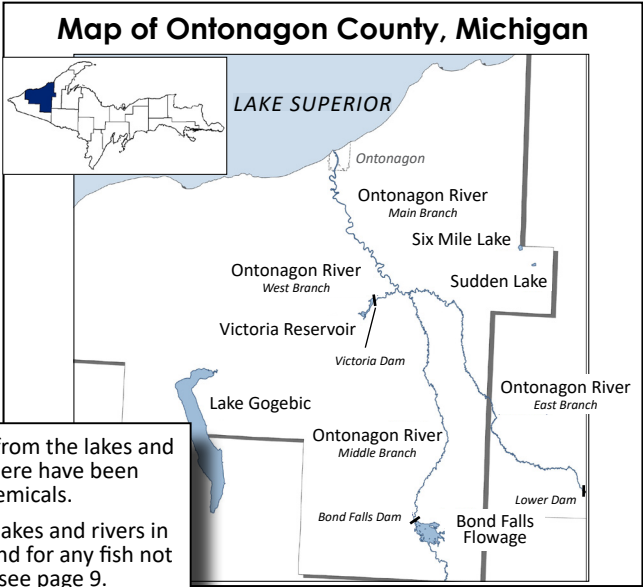 Map of Ontonagon County, Michigan
LAKE SUPERIOR
Ontonagon
Ontonagon River
Main Branch
Six Mile Lake
Ontonagon River
West Branch
Sudden Lake
Victoria Reservoir
Victoria Dam
Ontonagon River
East Branch
Lake Gogebic
Ontonagon River
Middle Branch
Lower Dam
Bond Falls Dam
Bond Falls
Flowage
from the lakes and
ere have been
emicals.
akes and rivers in
nd for any fish not
see page 9.